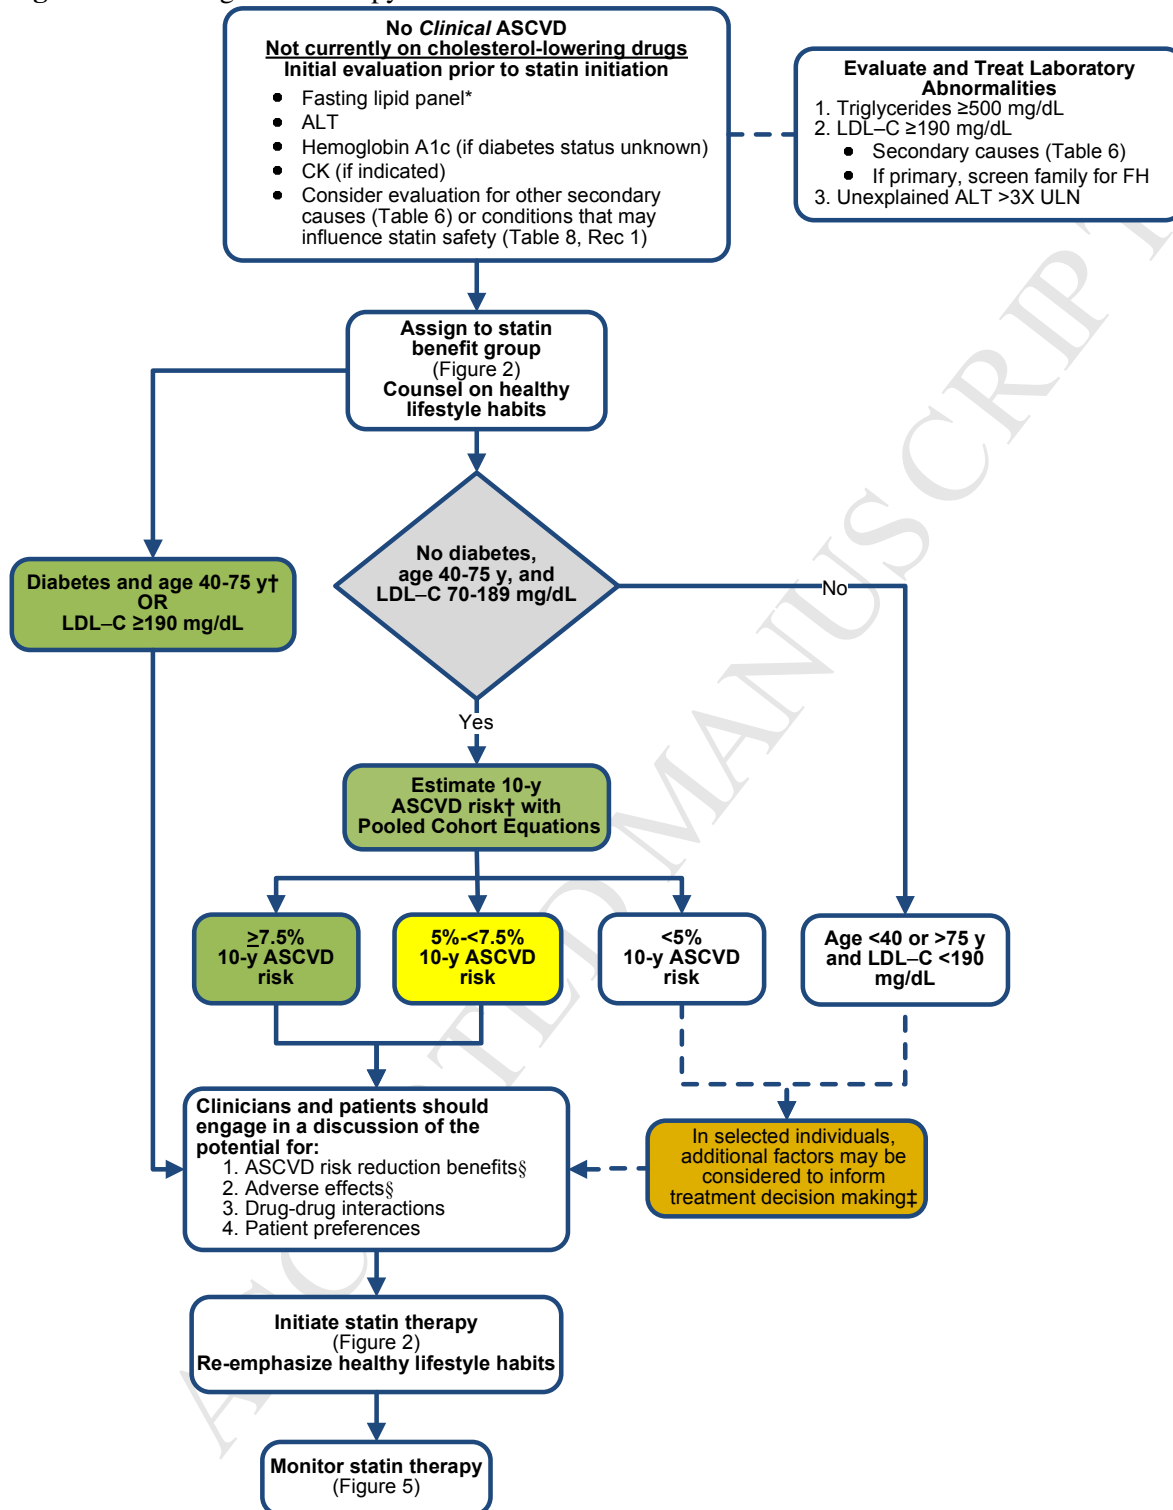 No Clinical ASCVD
Not currently on cholesterol-lowering drugs
Initial evaluation prior to statin initiation
• Fasting lipid panel*
• ALT
• Hemoglobin A1c (if diabetes status unknown)
• CK (if indicated)
• Consider evaluation for other secondary
causes (Table 6) or conditions that may
influence statin safety (Table 8, Rec 1)
Evaluate and Treat Laboratory
Abnormalities
1. Triglycerides ≥500 mg/dL
2. LDL–C ≥190 mg/dL
• Secondary causes (Table 6)
• If primary, screen family for FH
3. Unexplained ALT >3X ULN
Assign to statin
benefit group
(Figure 2)
Counsel on healthy
lifestyle habits
Diabetes and age 40-75 y†
OR
LDL–C ≥190 mg/dL
No diabetes,
age 40-75 y, and
LDL–C 70-189 mg/dL
No
Yes
Estimate 10-y
ASCVD risk† with
Pooled Cohort Equations
≥7.5%
10-y ASCVD
risk
5%-<7.5%
10-y ASCVD
risk
<5%
10-y ASCVD
risk
Age <40 or >75 y
and LDL–C <190
mg/dL
Clinicians and patients should
engage in a discussion of the
potential for:
1. ASCVD risk reduction benefits§
2. Adverse effects§
3. Drug-drug interactions
4. Patient preferences
In selected individuals,
additional factors may be
considered to inform
treatment decision making‡
Initiate statin therapy
(Figure 2)
Re-emphasize healthy lifestyle habits
Monitor statin therapy
(Figure 5)